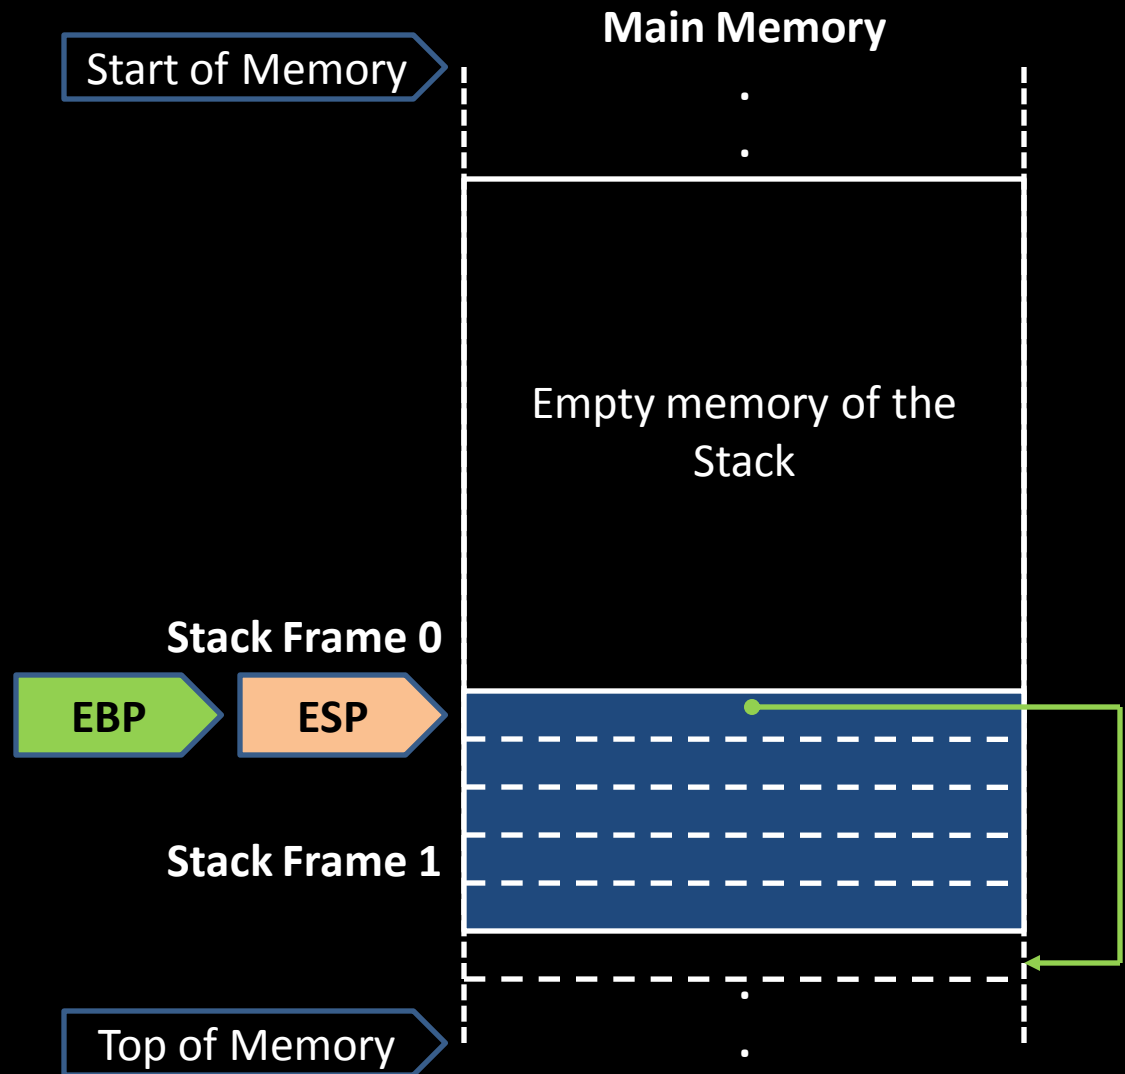 Main Memory
Start of Memory
.
.
Empty memory of the
Stack
Stack Frame 0
EBP
ESP
Stack Frame 1
.
Top of Memory
.